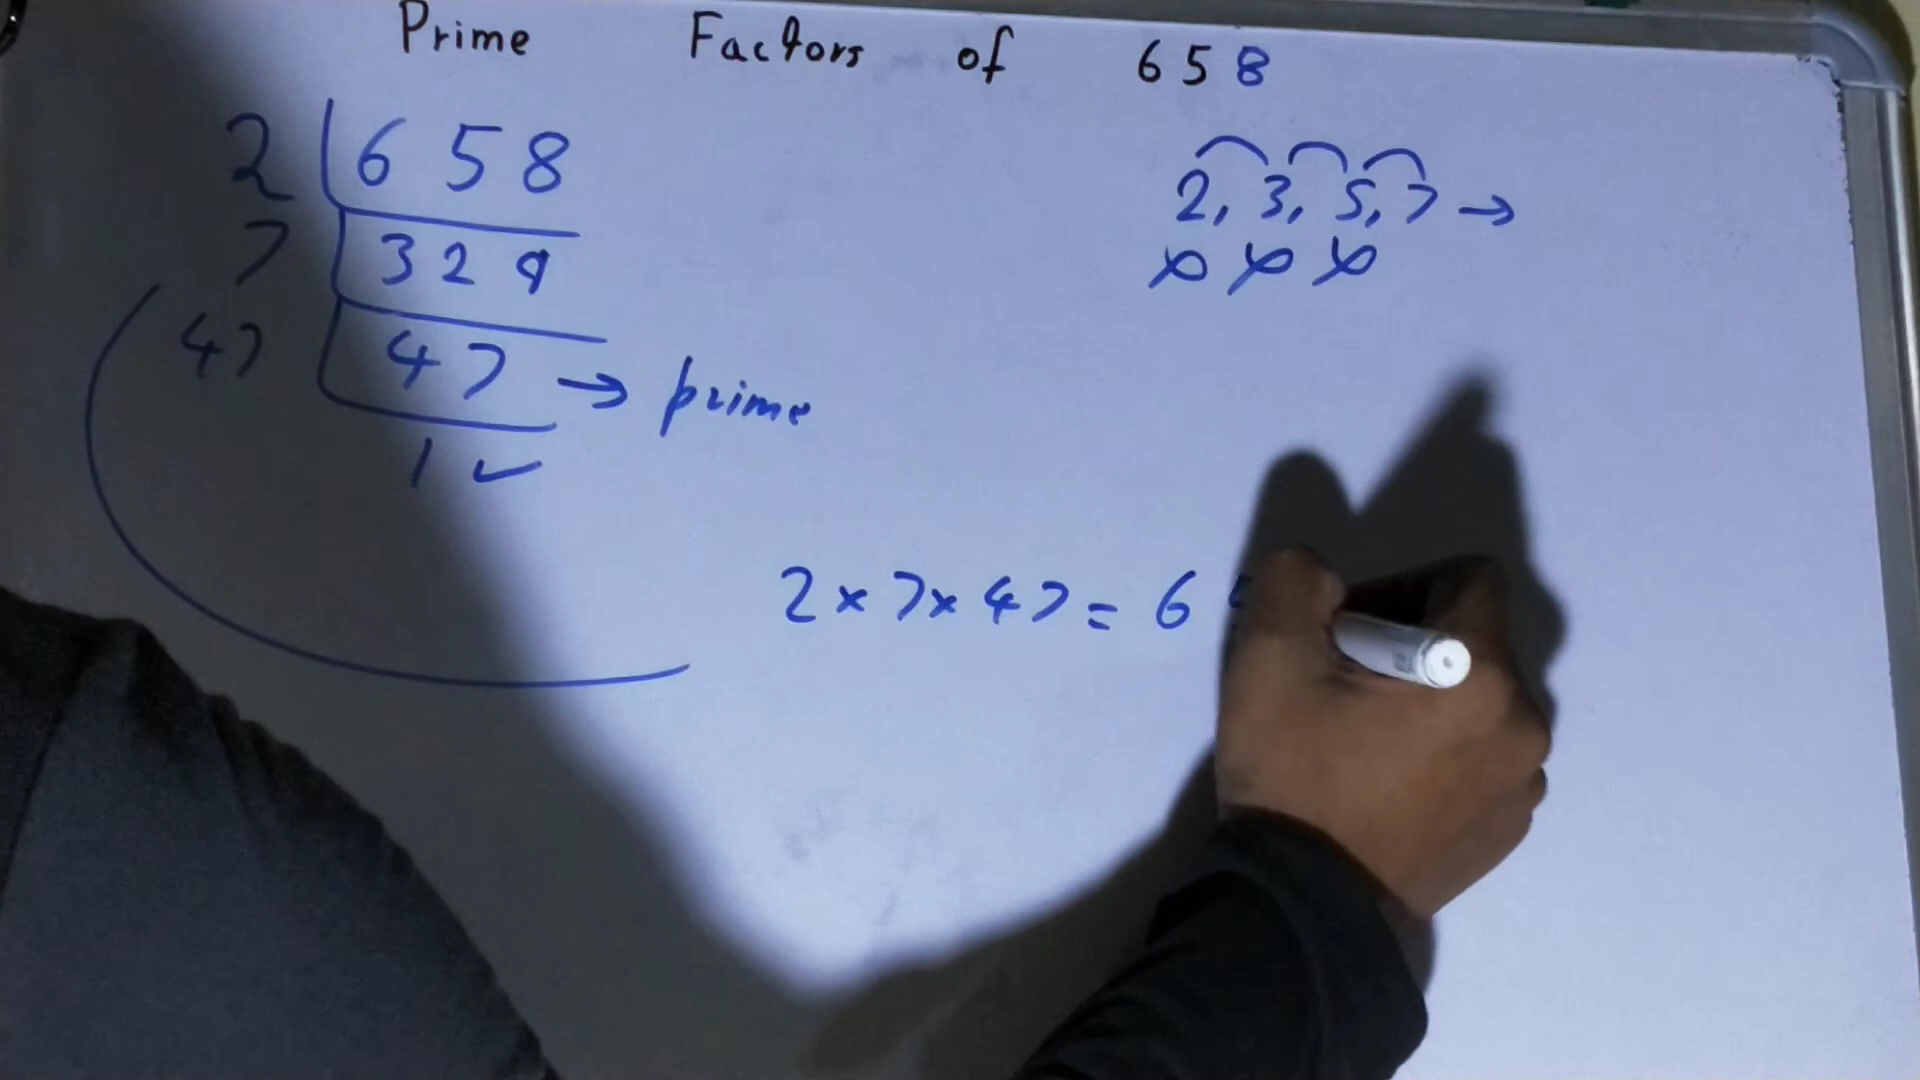 Prime Factors of 658
2 | 658
7 | 329
47 | 47 → prime
1 ✓
2, 3, 5, 7 →
2 × 7 × 47 = 6